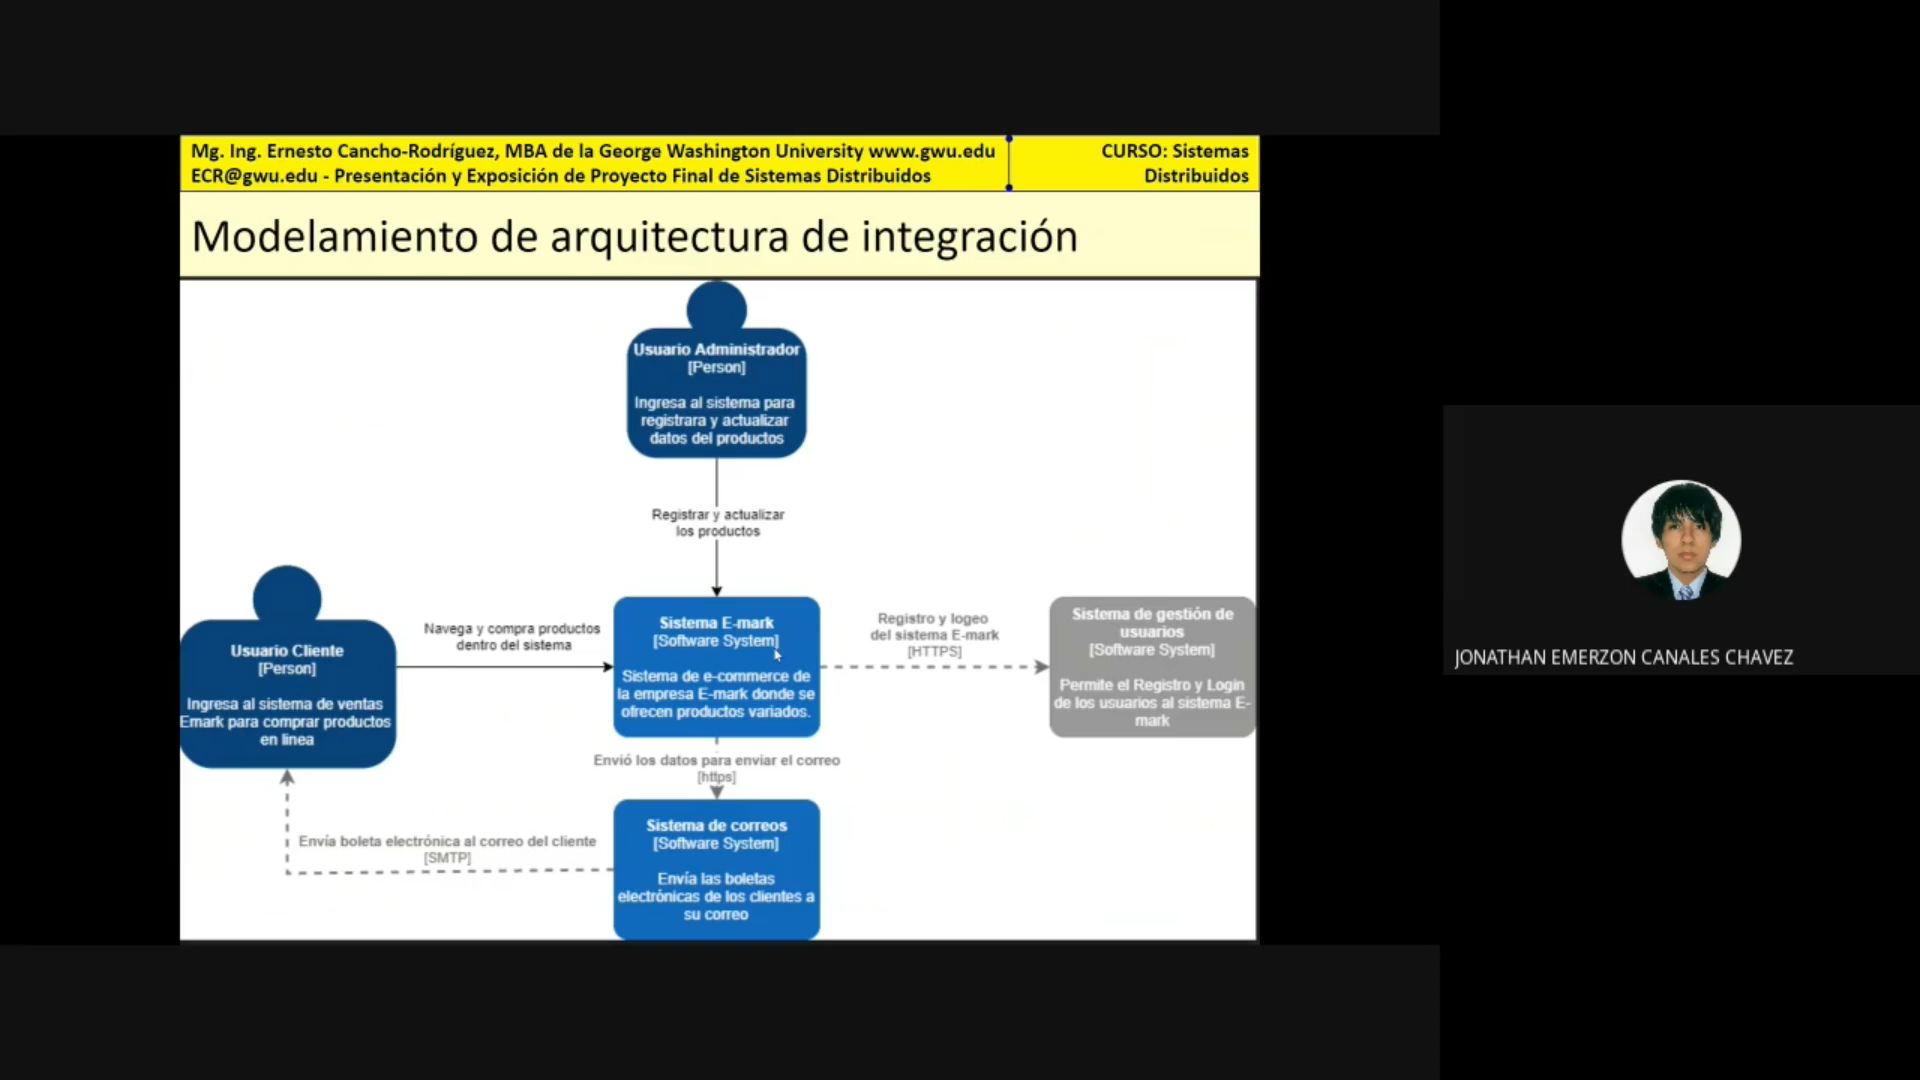 Mg. Ing. Ernesto Cancho-Rodríguez, MBA de la George Washington University www.gwu.edu
ECR@gwu.edu - Presentación y Exposición de Proyecto Final de Sistemas Distribuidos
CURSO: Sistemas
Distribuidos
Modelamiento de arquitectura de integración
Usuario Administrador
[Person]
Ingresa al sistema para
registrara y actualizar
datos del productos
Registrar y actualizar
los productos
Usuario Cliente
[Person]
Ingresa al sistema de ventas
Emark para comprar productos
en linea
Navega y compra productos
dentro del sistema
Sistema E-mark
[Software System]
Sistema de e-commerce de
la empresa E-mark donde se
ofrecen productos variados.
Registro y logeo
del sistema E-mark
[HTTPS]
Sistema de gestión de
usuarios
[Software System]
Permite el Registro y Login
de los usuarios al sistema E-
mark
Envió los datos para enviar el correo
[https]
Envía boleta electrónica al correo del cliente
[SMTP]
Sistema de correos
[Software System]
Envía las boletas
electrónicas de los clientes a
su correo
JONATHAN EMERZON CANALES CHAVEZ